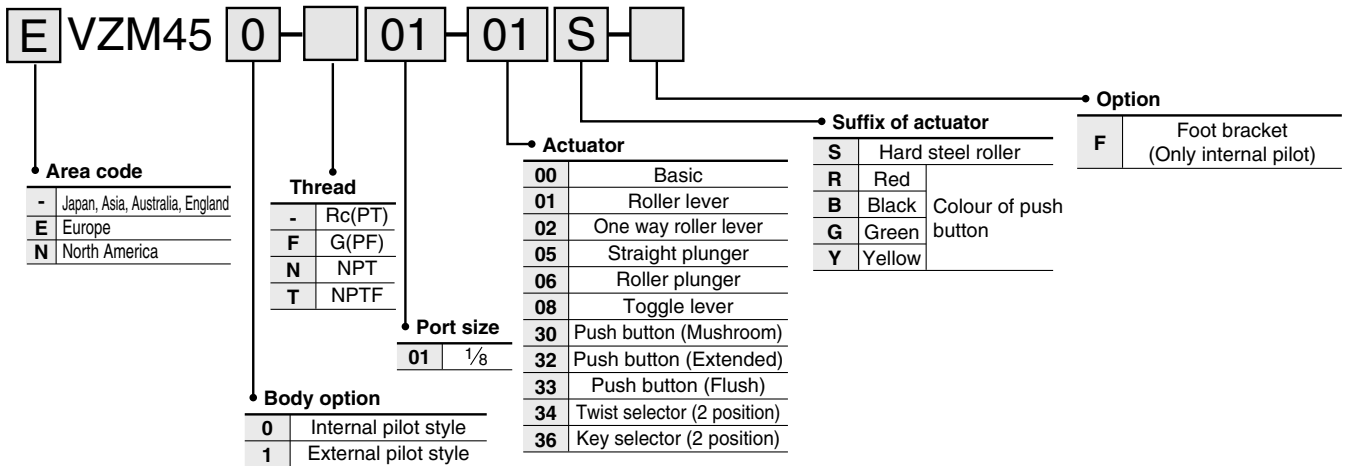 E VZM45 0 - 01 - 01 S -
Option
F Foot bracket (Only internal pilot)
Suffix of actuator
S Hard steel roller
R Red
B Black
G Green
Y Yellow
Colour of push button
Actuator
00 Basic
01 Roller lever
02 One way roller lever
05 Straight plunger
06 Roller plunger
08 Toggle lever
30 Push button (Mushroom)
32 Push button (Extended)
33 Push button (Flush)
34 Twist selector (2 position)
36 Key selector (2 position)
Area code
- Japan, Asia, Australia, England
E Europe
N North America
Thread
- Rc(PT)
F G(PF)
N NPT
T NPTF
Port size
01 1/8
Body option
0 Internal pilot style
1 External pilot style